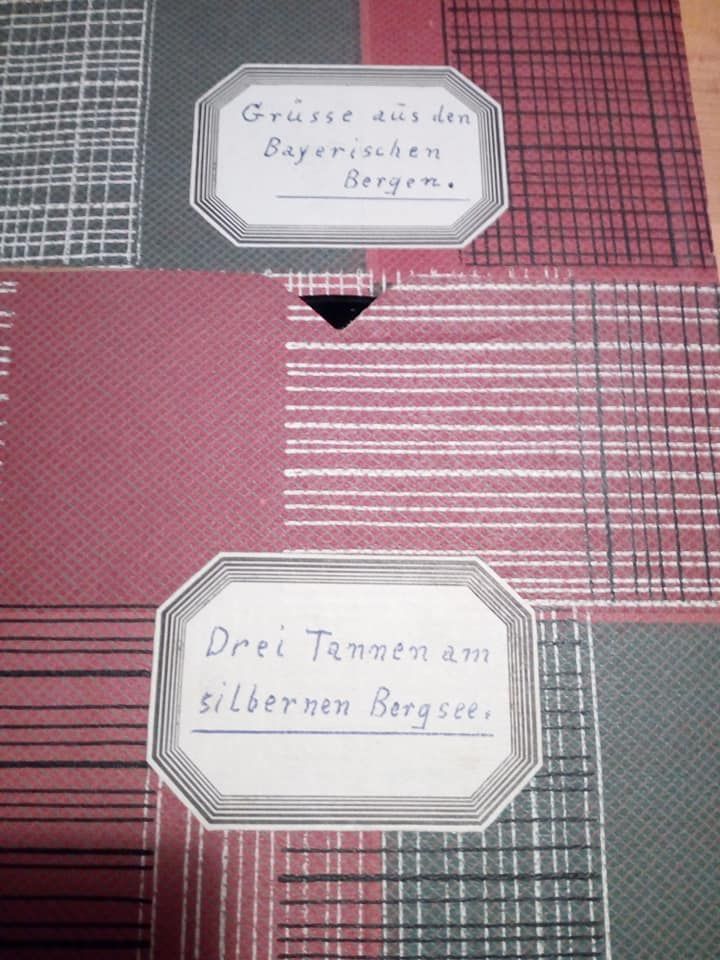 Grüsse aus den
Bayerischen
Bergen.
Drei Tannen am
silbernen Bergsee.